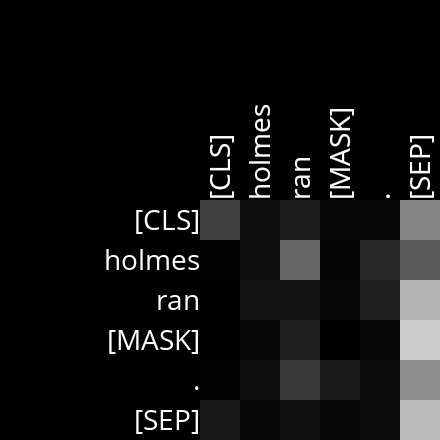 [CLS] holmes ran [MASK] . [SEP]
[CLS]
holmes
ran
[MASK]
.
[SEP]